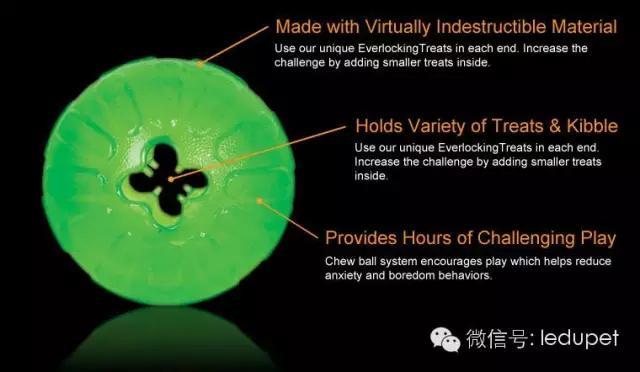 Made with Virtually Indestructible Material
Use our unique EverlockingTreats in each end. Increase the
challenge by adding smaller treats inside.
Holds Variety of Treats & Kibble
Use our unique EverlockingTreats in each end.
Increase the challenge by adding smaller treats
inside.
Provides Hours of Challenging Play
Chew ball system encourages play which helps reduce
anxiety and boredom behaviors.
微信号: ledupet